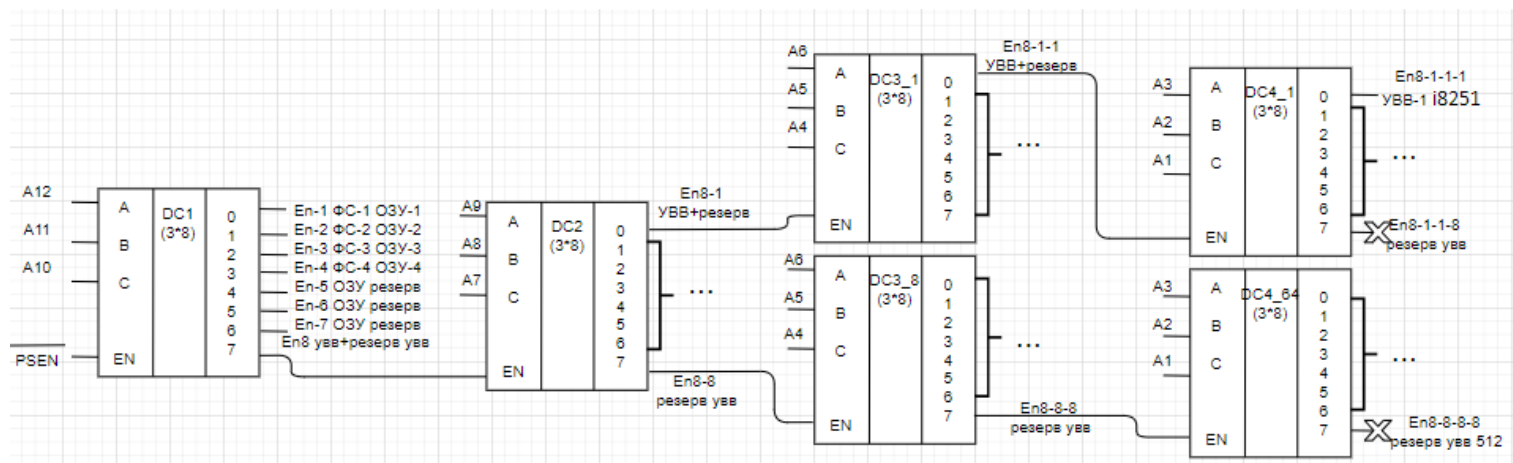 A12
A11
A10
PSEN
A
B
C
EN
DC1
(3*8)
0
1
2
3
4
5
6
7
En-1 ФС-1 ОЗУ-1
En-2 ФС-2 ОЗУ-2
En-3 ФС-3 ОЗУ-3
En-4 ФС-4 ОЗУ-4
En-5 ОЗУ резерв
En-6 ОЗУ резерв
En-7 ОЗУ резерв
En8 увв+резерв увв
A9
A8
A7
A
B
C
EN
DC2
(3*8)
0
1
2
3
4
5
6
7
...
En8-1
УВВ+резерв
En8-8
резерв увв
A6
A5
A4
A
B
C
EN
DC3_1
(3*8)
0
1
2
3
4
5
6
7
...
En8-1-1
УВВ+резерв
A6
A5
A4
A
B
C
EN
DC3_8
(3*8)
0
1
2
3
4
5
6
7
...
En8-8-8
резерв увв
A3
A2
A1
A
B
C
EN
DC4_1
(3*8)
0
1
2
3
4
5
6
7
En8-1-1-1
УВВ-1 i8251
...
En8-1-1-8
резерв увв
A3
A2
A1
A
B
C
EN
DC4_64
(3*8)
0
1
2
3
4
5
6
7
...
En8-8-8-8
резерв увв 512